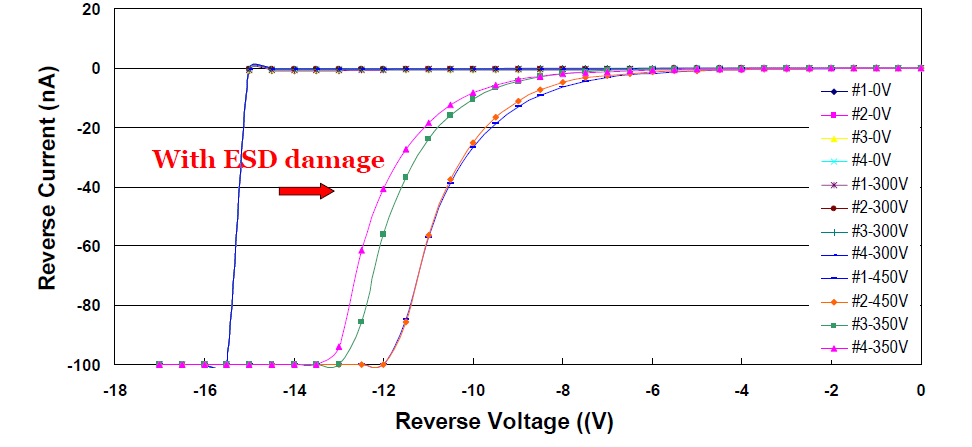 20
0
-20
-40
-60
-80
-100
Reverse Current (nA)
With ESD damage
#1-0V
#2-0V
#3-0V
#4-0V
#1-300V
#2-300V
#3-300V
#4-300V
#1-450V
#2-450V
#3-350V
#4-350V
-18 -16 -14 -12 -10 -8 -6 -4 -2 0
Reverse Voltage ((V)